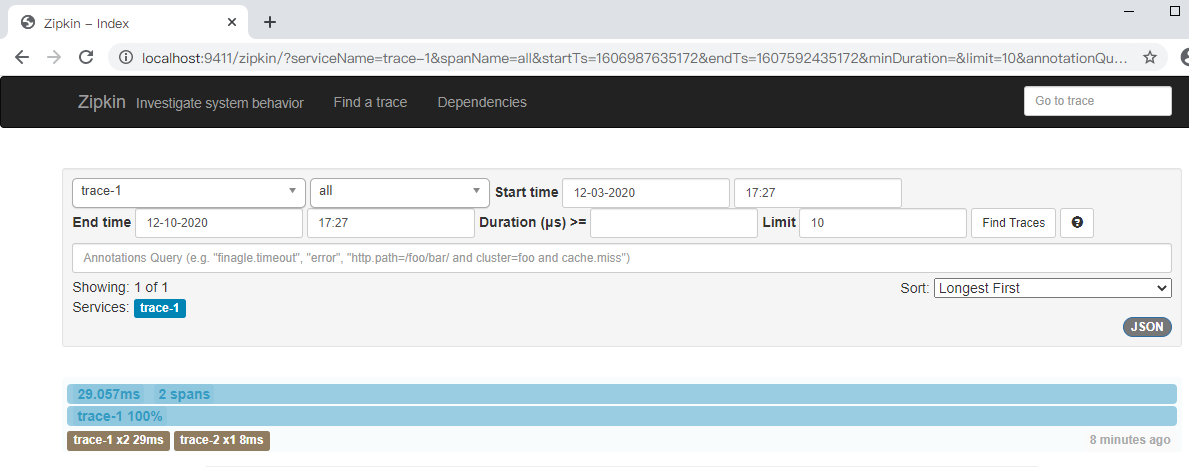 Zipkin - Index
localhost:9411/zipkin/?serviceName=trace-1&spanName=all&startTs=1606987635172&endTs=1607592435172&minDuration=&limit=10&annotationQu...
Zipkin Investigate system behavior Find a trace Dependencies Go to trace
trace-1 all Start time 12-03-2020 17:27
End time 12-10-2020 17:27 Duration (μs) >= Limit 10 Find Traces
Annotations Query (e.g. "finagle.timeout", "error", "http.path=/foo/bar/ and cluster=foo and cache.miss")
Showing: 1 of 1 Sort: Longest First
Services: trace-1
JSON
29.057ms 2 spans
trace-1 100%
trace-1 x2 29ms trace-2 x1 8ms 8 minutes ago